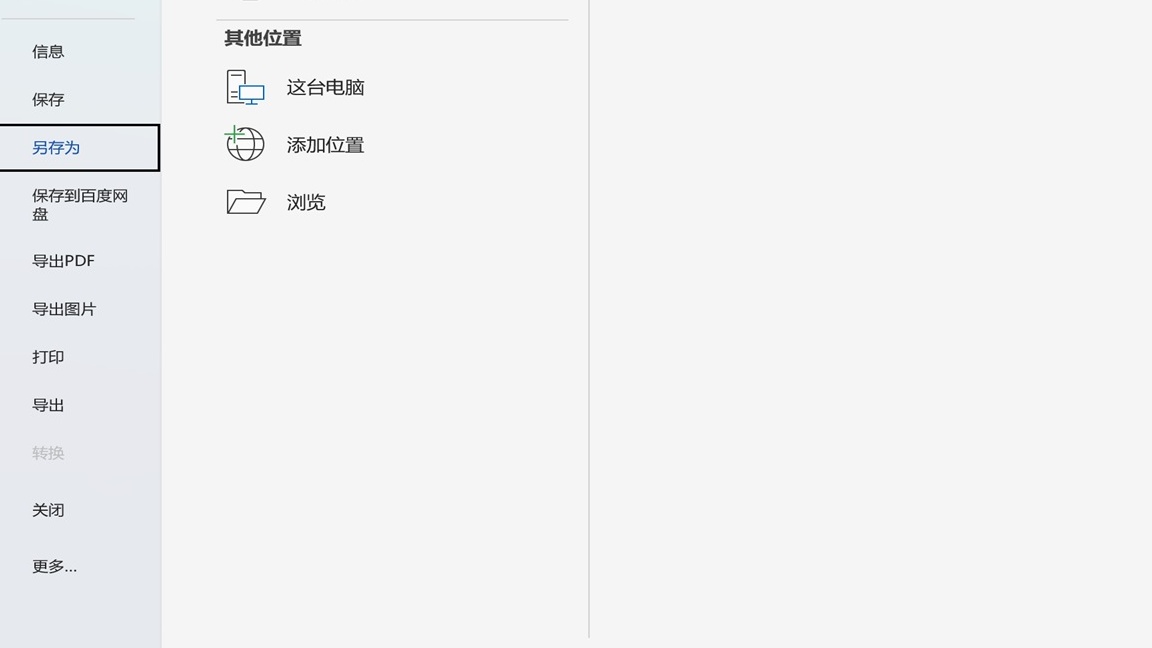 信息
保存
另存为
保存到百度网
盘
导出PDF
导出图片
打印
导出
转换
关闭
更多...
其他位置
这台电脑
添加位置
浏览